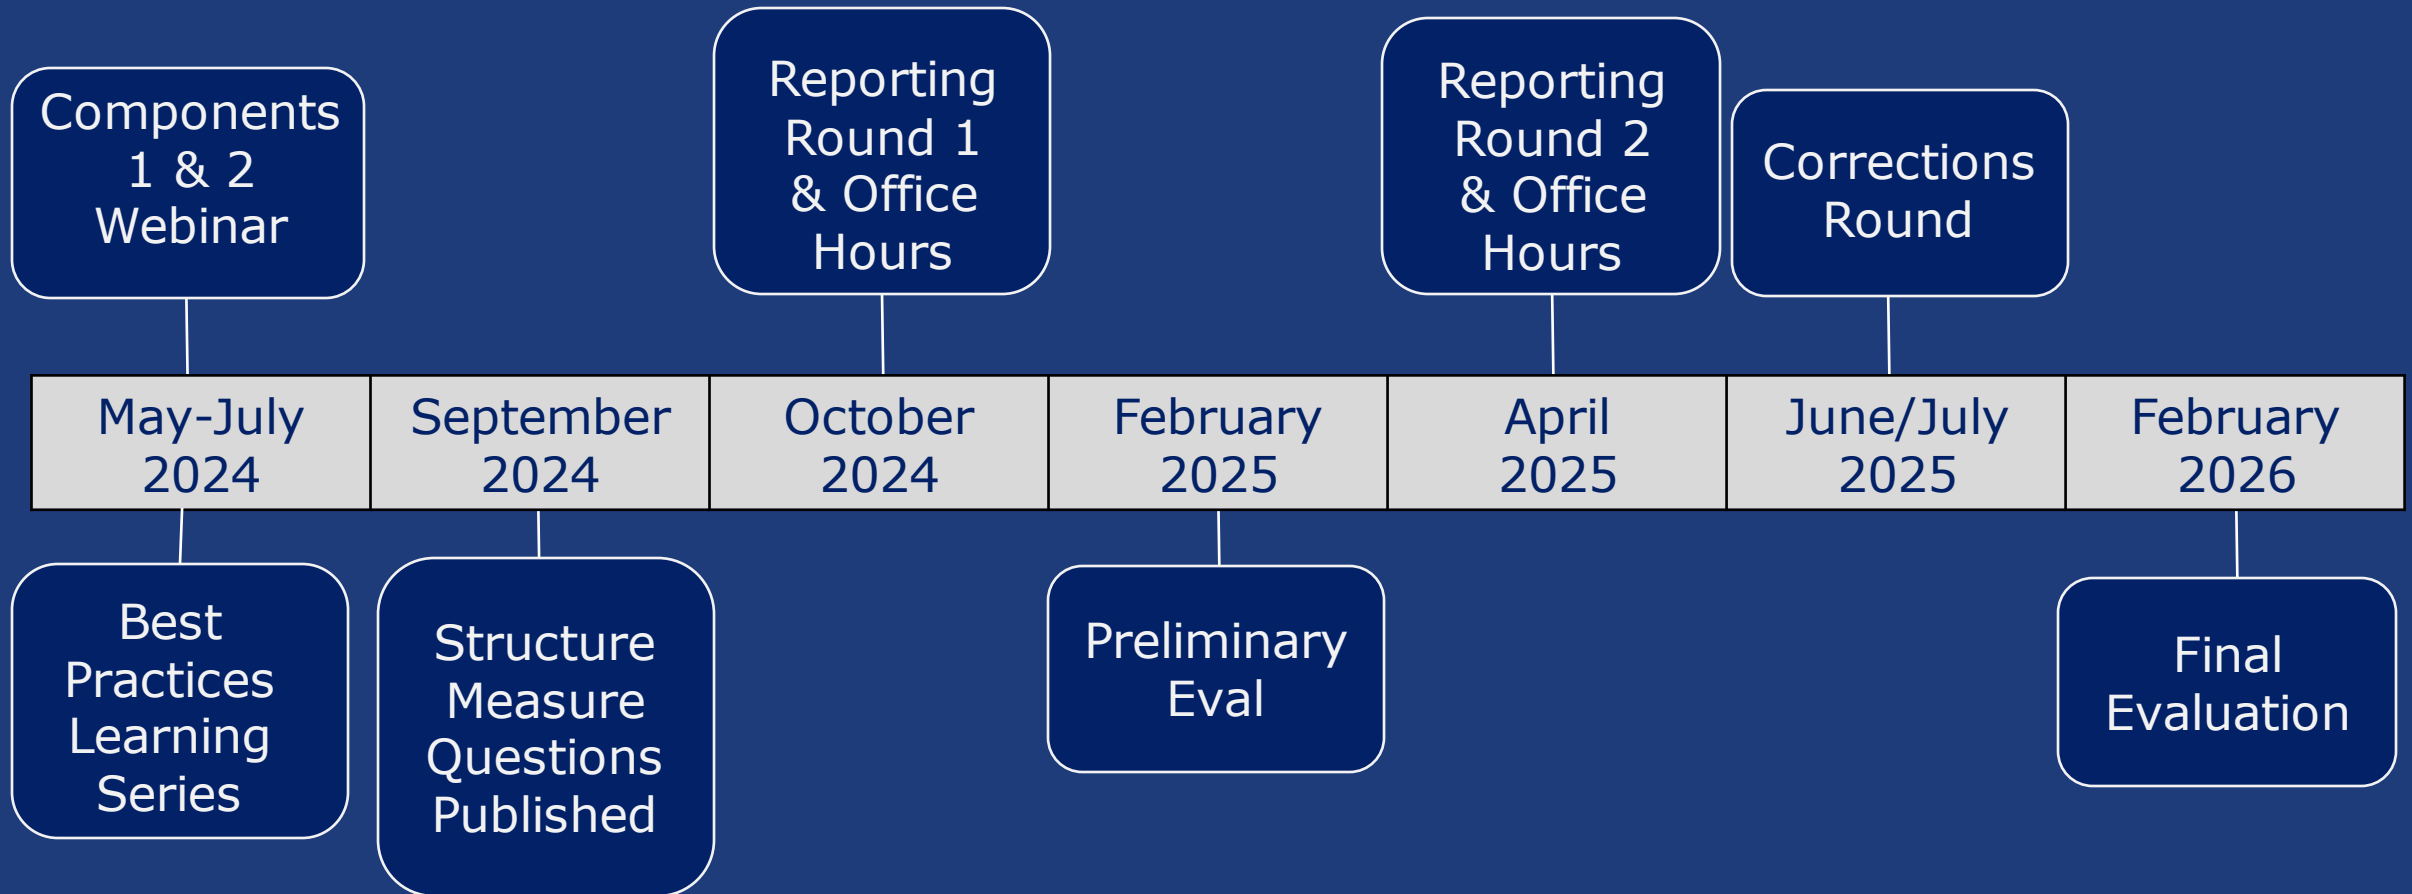 Components
1 & 2
Webinar
Reporting
Round 1
& Office
Hours
Reporting
Round 2
& Office
Hours
Corrections
Round
May-July
2024
September
2024
October
2024
February
2025
April
2025
June/July
2025
February
2026
Best
Practices
Learning
Series
Structure
Measure
Questions
Published
Preliminary
Eval
Final
Evaluation